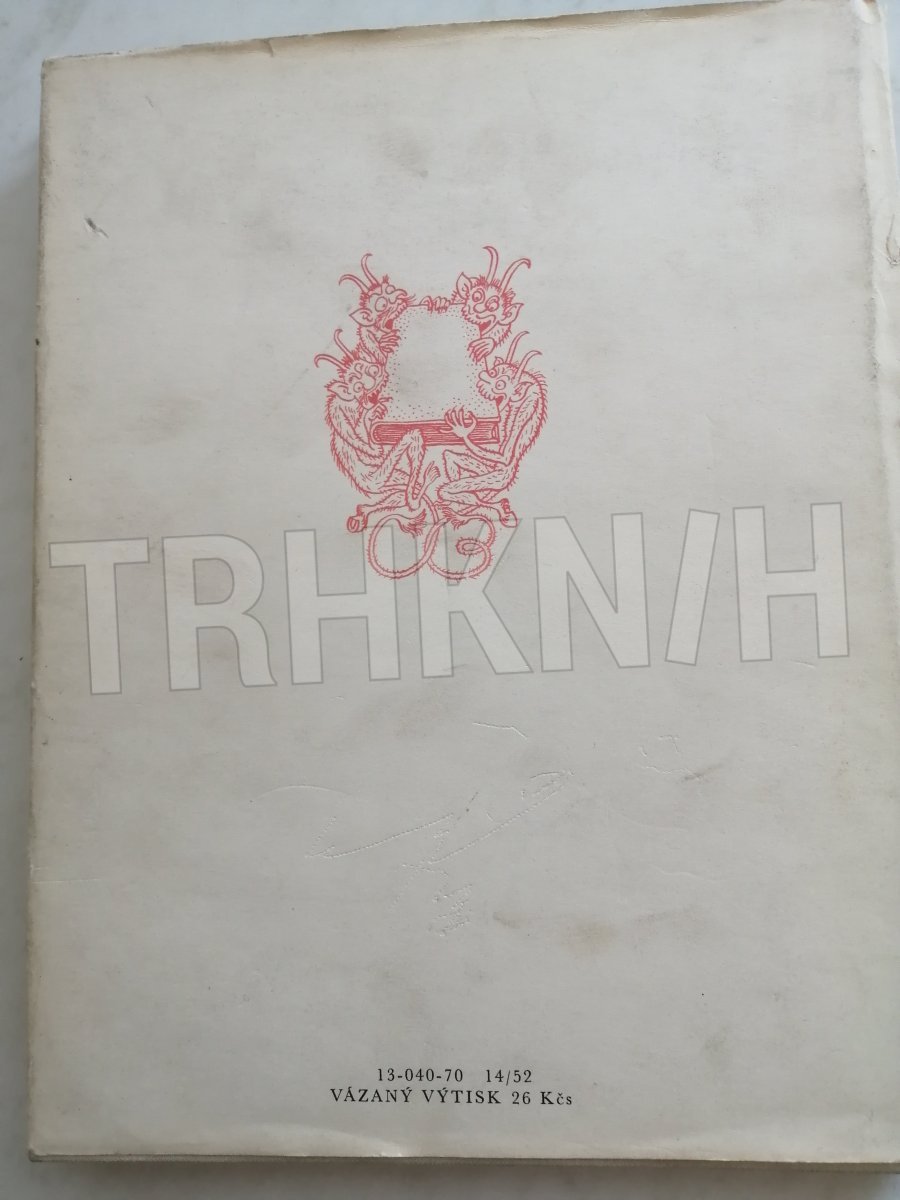 TRHKNIH
13-040-70 14/52
VÁZANÝ VÝTISK 26 Kčs